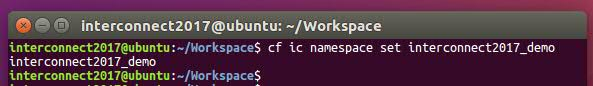 interconnect2017@ubuntu: ~/Workspace
interconnect2017@ubuntu:~/Workspace$ cf ic namespace set interconnect2017_demo
interconnect2017_demo
interconnect2017@ubuntu:~/Workspace$